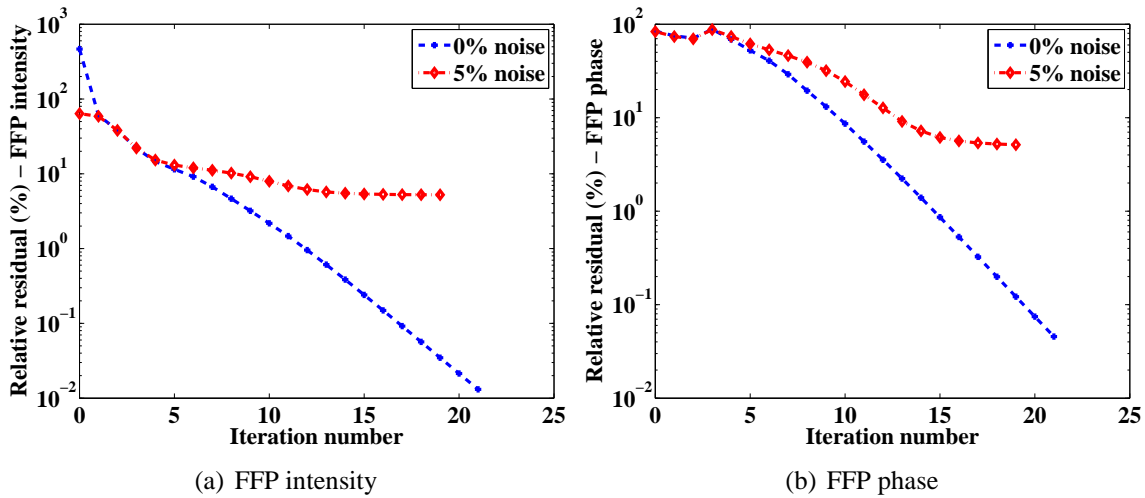 10^3
10^2
10^1
10^0
10^-1
10^-2
Relative residual (%) − FFP intensity
0% noise
5% noise
0 5 10 15 20 25
Iteration number
(a) FFP intensity
10^2
10^1
10^0
10^-1
10^-2
Relative residual (%) − FFP phase
0% noise
5% noise
0 5 10 15 20 25
Iteration number
(b) FFP phase